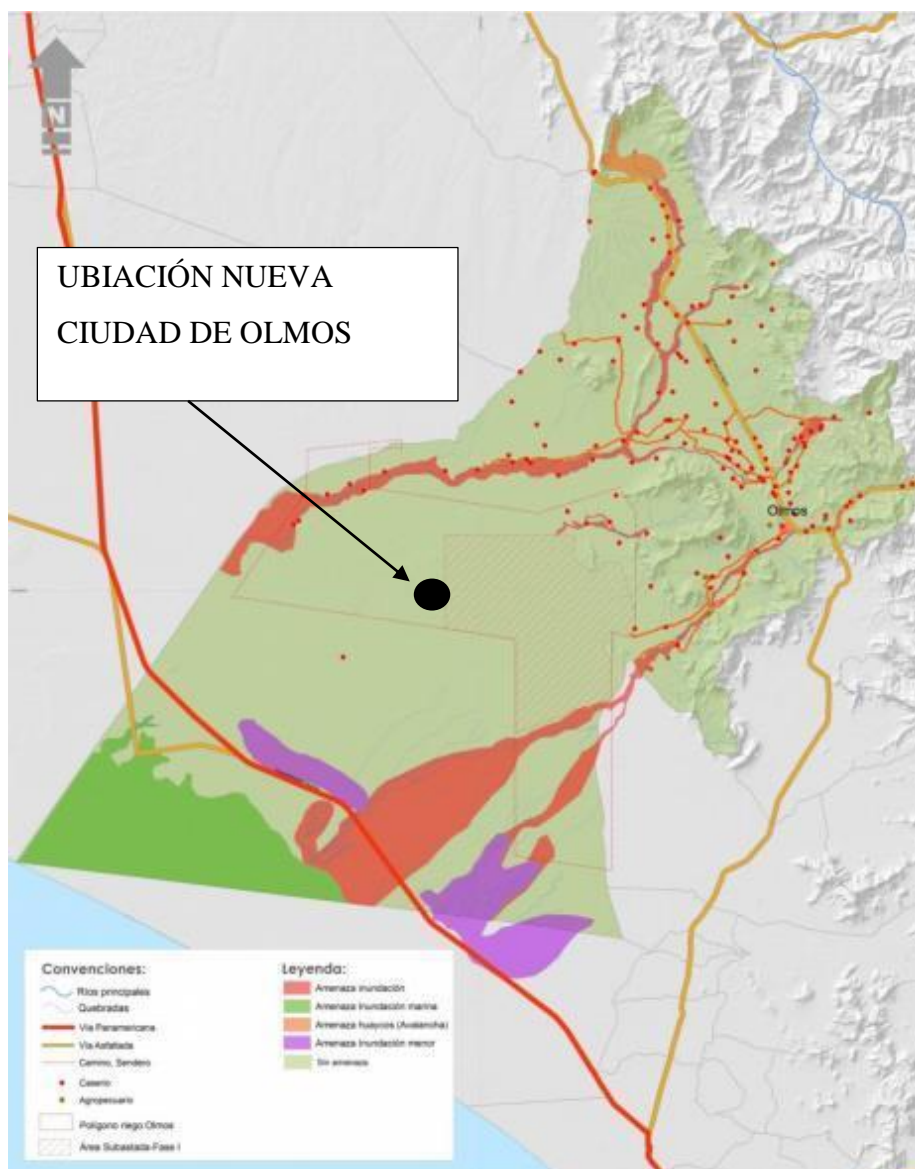 N
UBIACIÓN NUEVA
CIUDAD DE OLMOS
Olmos
Convenciones:
Ríos principales
Quebradas
Vía Panamericana
Vía Asfaltada
Camino, Sendero
Caserío
Agropecuario
Polígono riego Olmos
Área Subastada-Fase I
Leyenda:
Amenaza inundación
Amenaza Inundación marina
Amenaza huaycos (Avalancha)
Amenaza Inundación menor
Sin amenaza